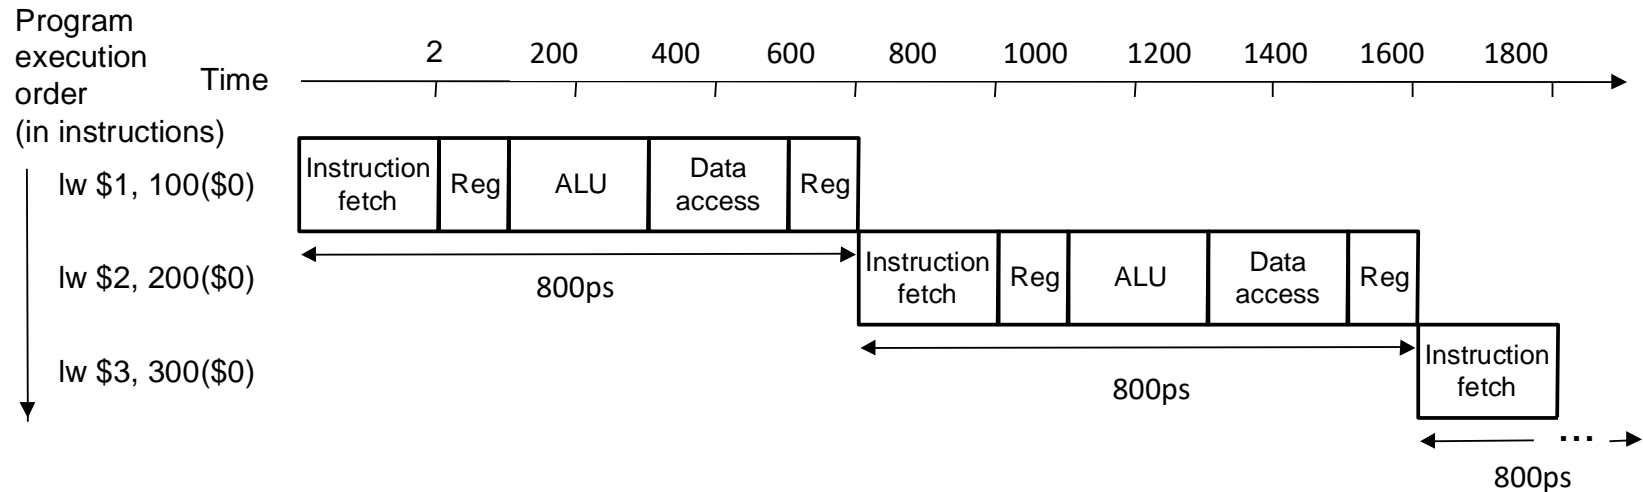 Program
execution
order
(in instructions)
Time
2 200 400 600 800 1000 1200 1400 1600 1800
lw $1, 100($0)
Instruction
fetch
Reg
ALU
Data
access
Reg
800ps
lw $2, 200($0)
Instruction
fetch
Reg
ALU
Data
access
Reg
800ps
lw $3, 300($0)
Instruction
fetch
...
800ps